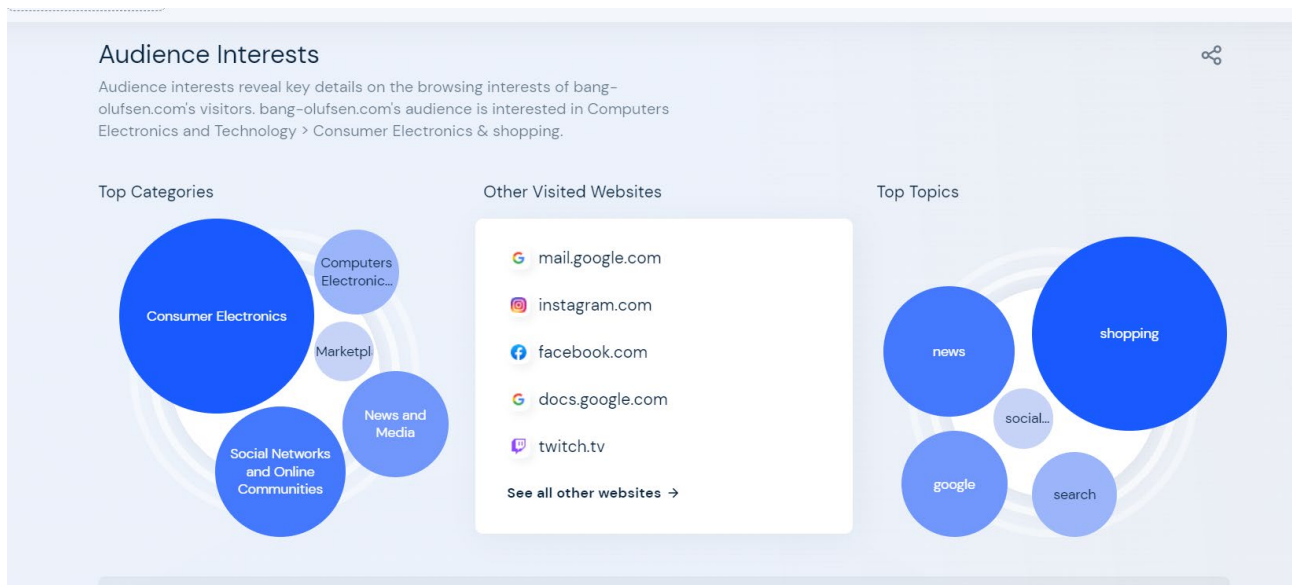 Audience Interests
Audience interests reveal key details on the browsing interests of bang-
olufsen.com's visitors. bang-olufsen.com's audience is interested in Computers
Electronics and Technology > Consumer Electronics & shopping.
Top Categories
Consumer Electronics
Computers
Electronic...
Marketpl
News and
Media
Social Networks
and Online
Communities
Other Visited Websites
mail.google.com
instagram.com
facebook.com
docs.google.com
twitch.tv
See all other websites →
Top Topics
shopping
news
social...
google
search